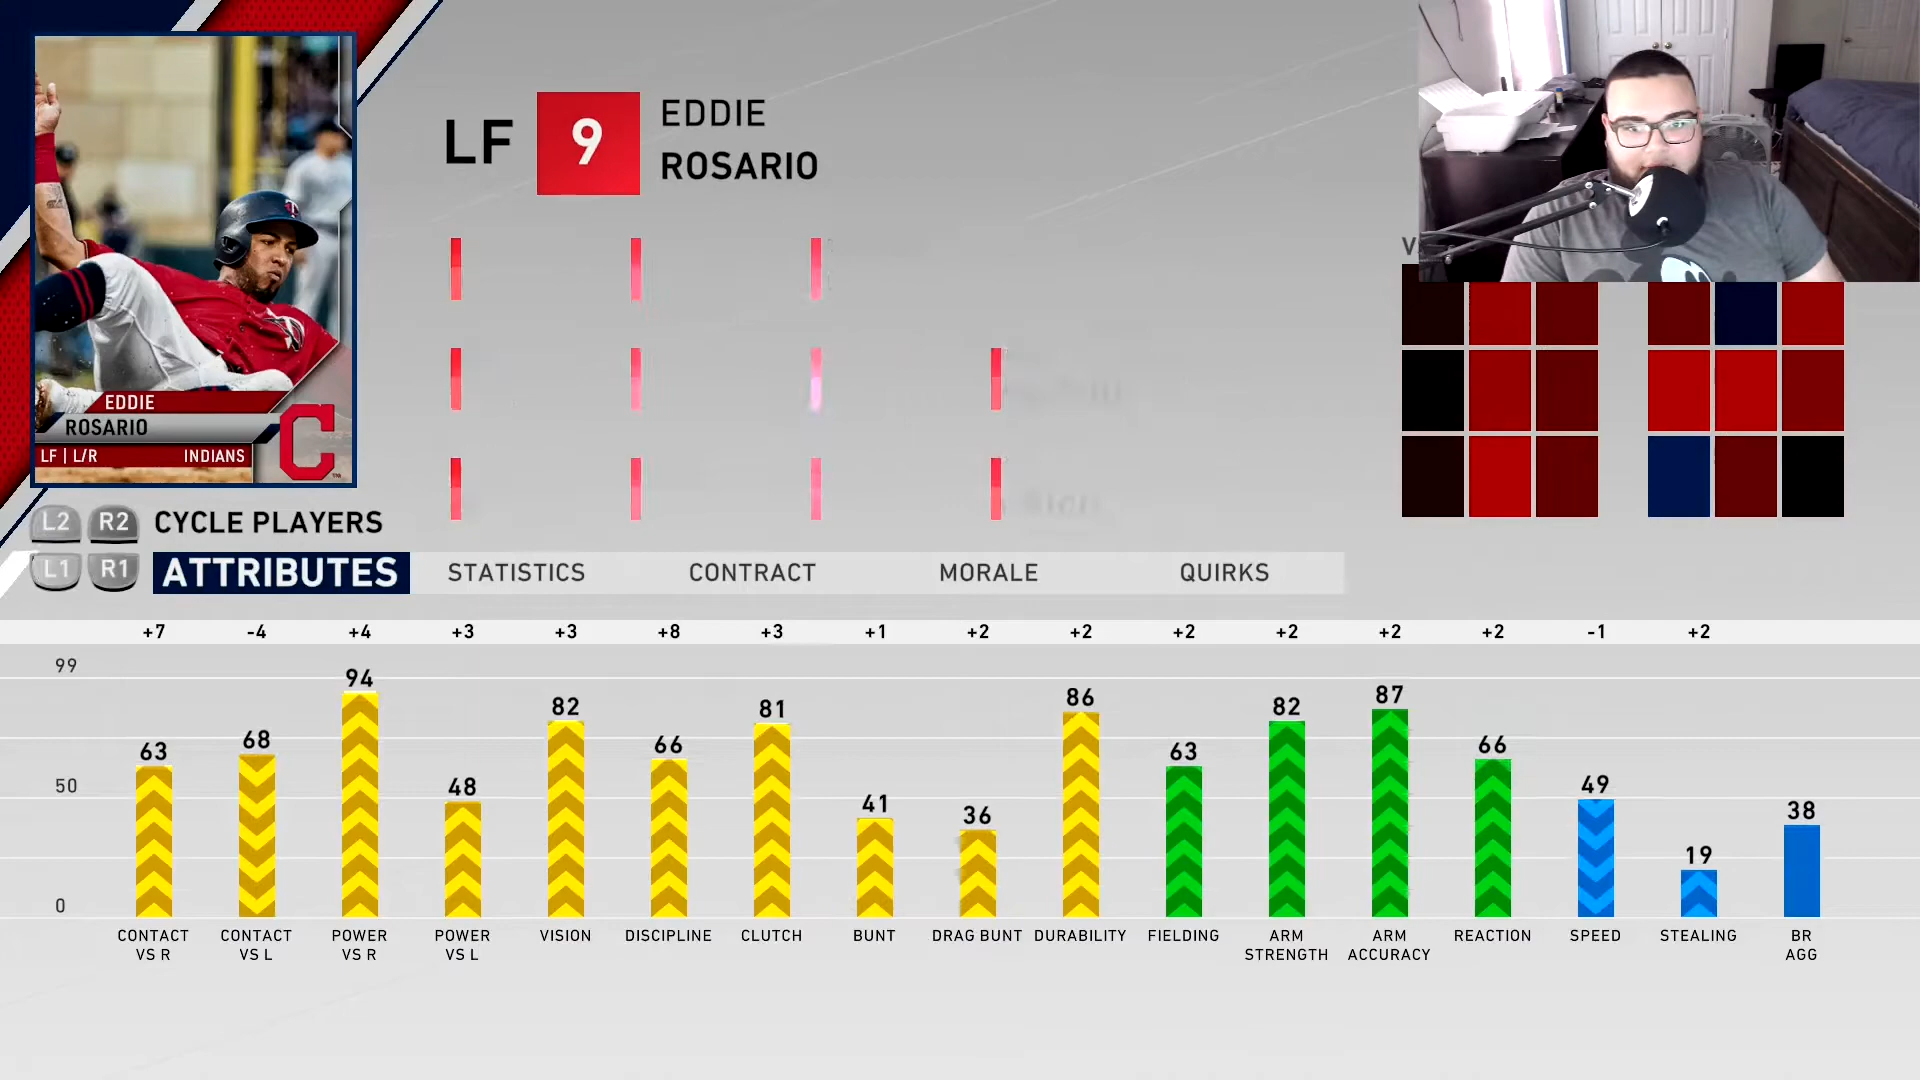 LF 9 EDDIE
ROSARIO
EDDIE
ROSARIO
LF | L/R INDIANS
C
V
L2 R2 CYCLE PLAYERS
L1 R1 ATTRIBUTES STATISTICS CONTRACT MORALE QUIRKS
+7 -4 +4 +3 +3 +8 +3 +1 +2 +2 +2 +2 +2 +2 -1 +2
99
50
0
63 68 94 48 82 66 81 41 36 86 63 82 87 66 49 19 38
CONTACT VS R
CONTACT VS L
POWER VS R
POWER VS L
VISION
DISCIPLINE
CLUTCH
BUNT
DRAG BUNT
DURABILITY
FIELDING
ARM STRENGTH
ARM ACCURACY
REACTION
SPEED
STEALING
BR AGG